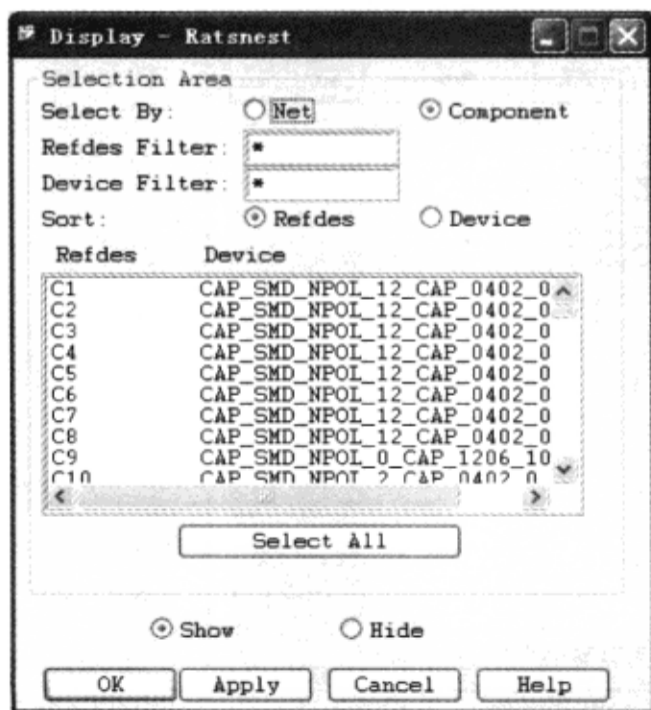 Display - Ratsnest
Selection Area
Select By: Net Component
Refdes Filter: *
Device Filter: *
Sort: Refdes Device
Refdes Device
C1 CAP_SMD_NPOL_12_CAP_0402_0
C2 CAP_SMD_NPOL_12_CAP_0402_0
C3 CAP_SMD_NPOL_12_CAP_0402_0
C4 CAP_SMD_NPOL_12_CAP_0402_0
C5 CAP_SMD_NPOL_12_CAP_0402_0
C6 CAP_SMD_NPOL_12_CAP_0402_0
C7 CAP_SMD_NPOL_12_CAP_0402_0
C8 CAP_SMD_NPOL_12_CAP_0402_0
C9 CAP_SMD_NPOL_0_CAP_1206_10
C10 CAP_SMD_NPOL_2_CAP_0402_0
Select All
Show Hide
OK Apply Cancel Help